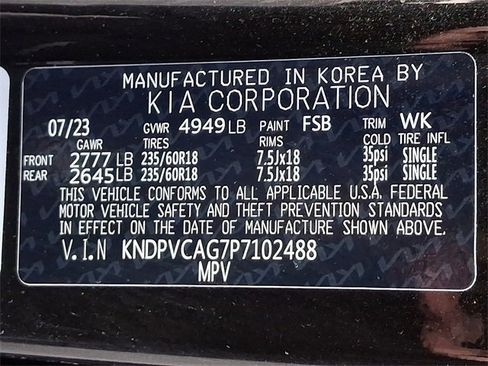 MANUFACTURED IN KOREA BY
KIA CORPORATION
07/23 GVWR 4949 LB PAINT FSB TRIM WK
GAWR TIRES RIMS COLD TIRE INFL
FRONT 2777 LB 235/60R18 7.5Jx18 35psi SINGLE
REAR 2645 LB 235/60R18 7.5Jx18 35psi SINGLE
THIS VEHICLE CONFORMS TO ALL APPLICABLE U.S.A. FEDERAL
MOTOR VEHICLE SAFETY AND THEFT PREVENTION STANDARDS
IN EFFECT ON THE DATE OF MANUFACTURE SHOWN ABOVE.
V.I.N KNDPVCAG7P7102488
MPV